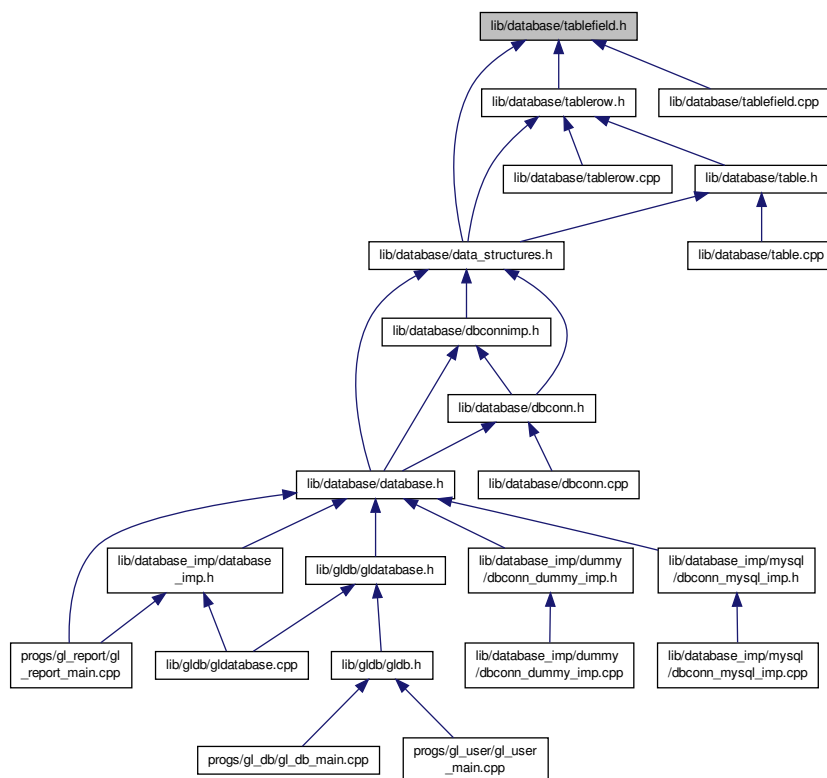 lib/database/tablefield.h
lib/database/tablerow.h
lib/database/tablefield.cpp
lib/database/tablerow.cpp
lib/database/table.h
lib/database/data_structures.h
lib/database/table.cpp
lib/database/dbconnimp.h
lib/database/dbconn.h
lib/database/database.h
lib/database/dbconn.cpp
lib/database_imp/database
_imp.h
lib/gldb/gldatabase.h
lib/database_imp/dummy
/dbconn_dummy_imp.h
lib/database_imp/mysql
/dbconn_mysql_imp.h
progs/gl_report/gl
_report_main.cpp
lib/gldb/gldatabase.cpp
lib/gldb/gldb.h
lib/database_imp/dummy
/dbconn_dummy_imp.cpp
lib/database_imp/mysql
/dbconn_mysql_imp.cpp
progs/gl_db/gl_db_main.cpp
progs/gl_user/gl_user
_main.cpp